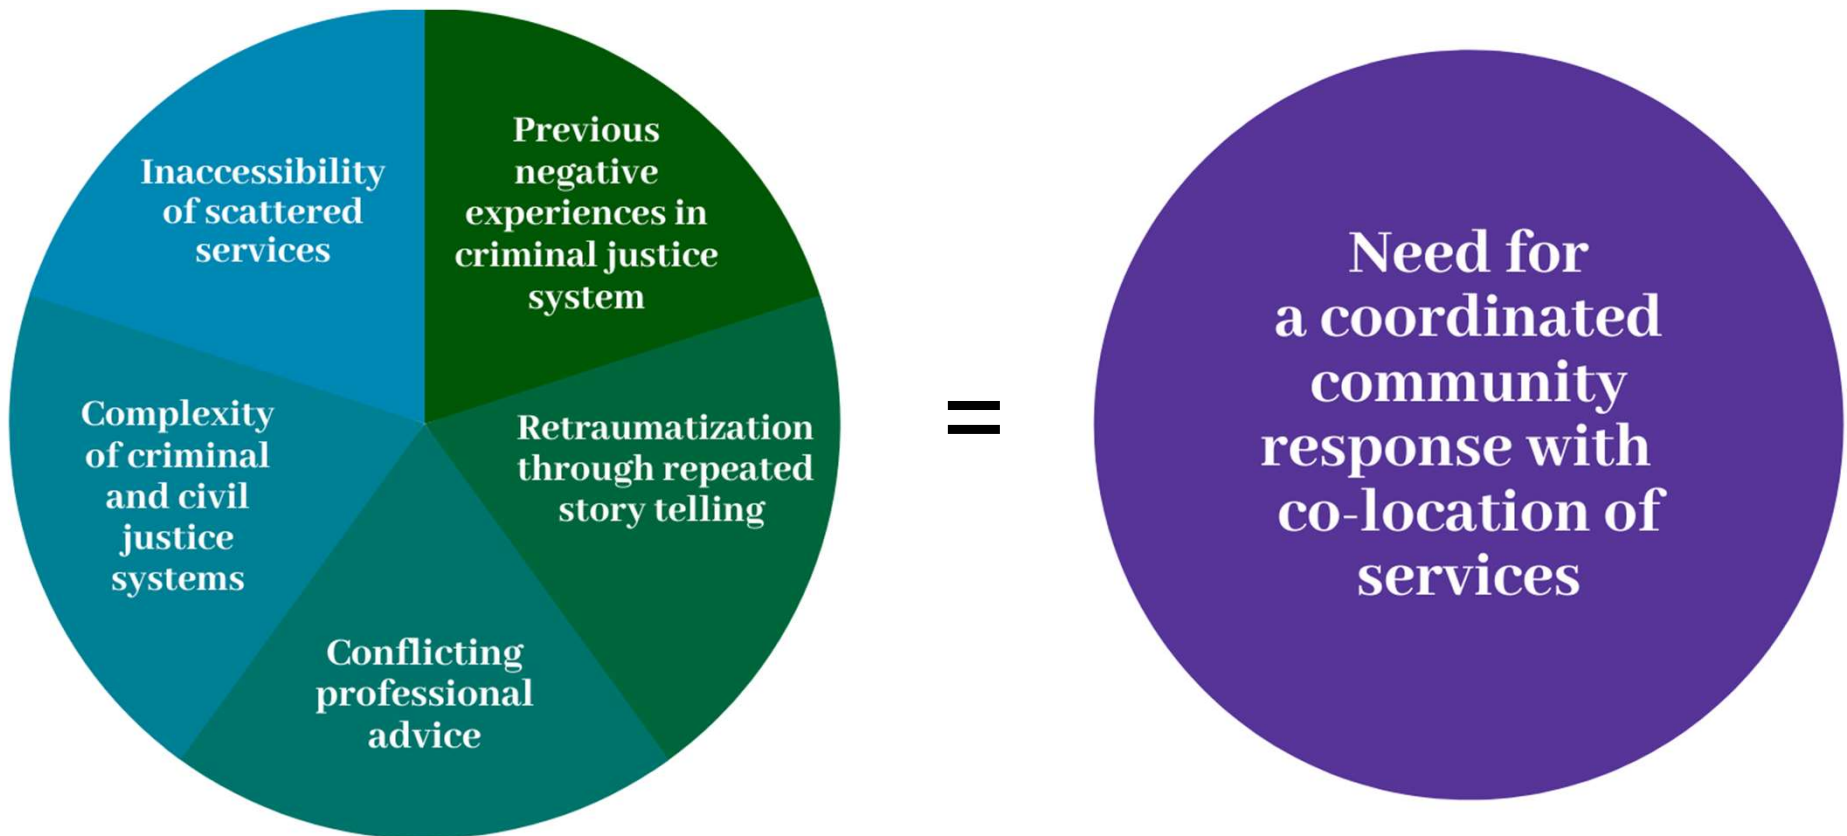 Previous
negative
experiences in
criminal justice
system
Retraumatization
through repeated
story telling
Conflicting
professional
advice
Complexity
of criminal
and civil
justice
systems
Inaccessibility
of scattered
services
=
Need for
a coordinated
community
response with
co-location of
services